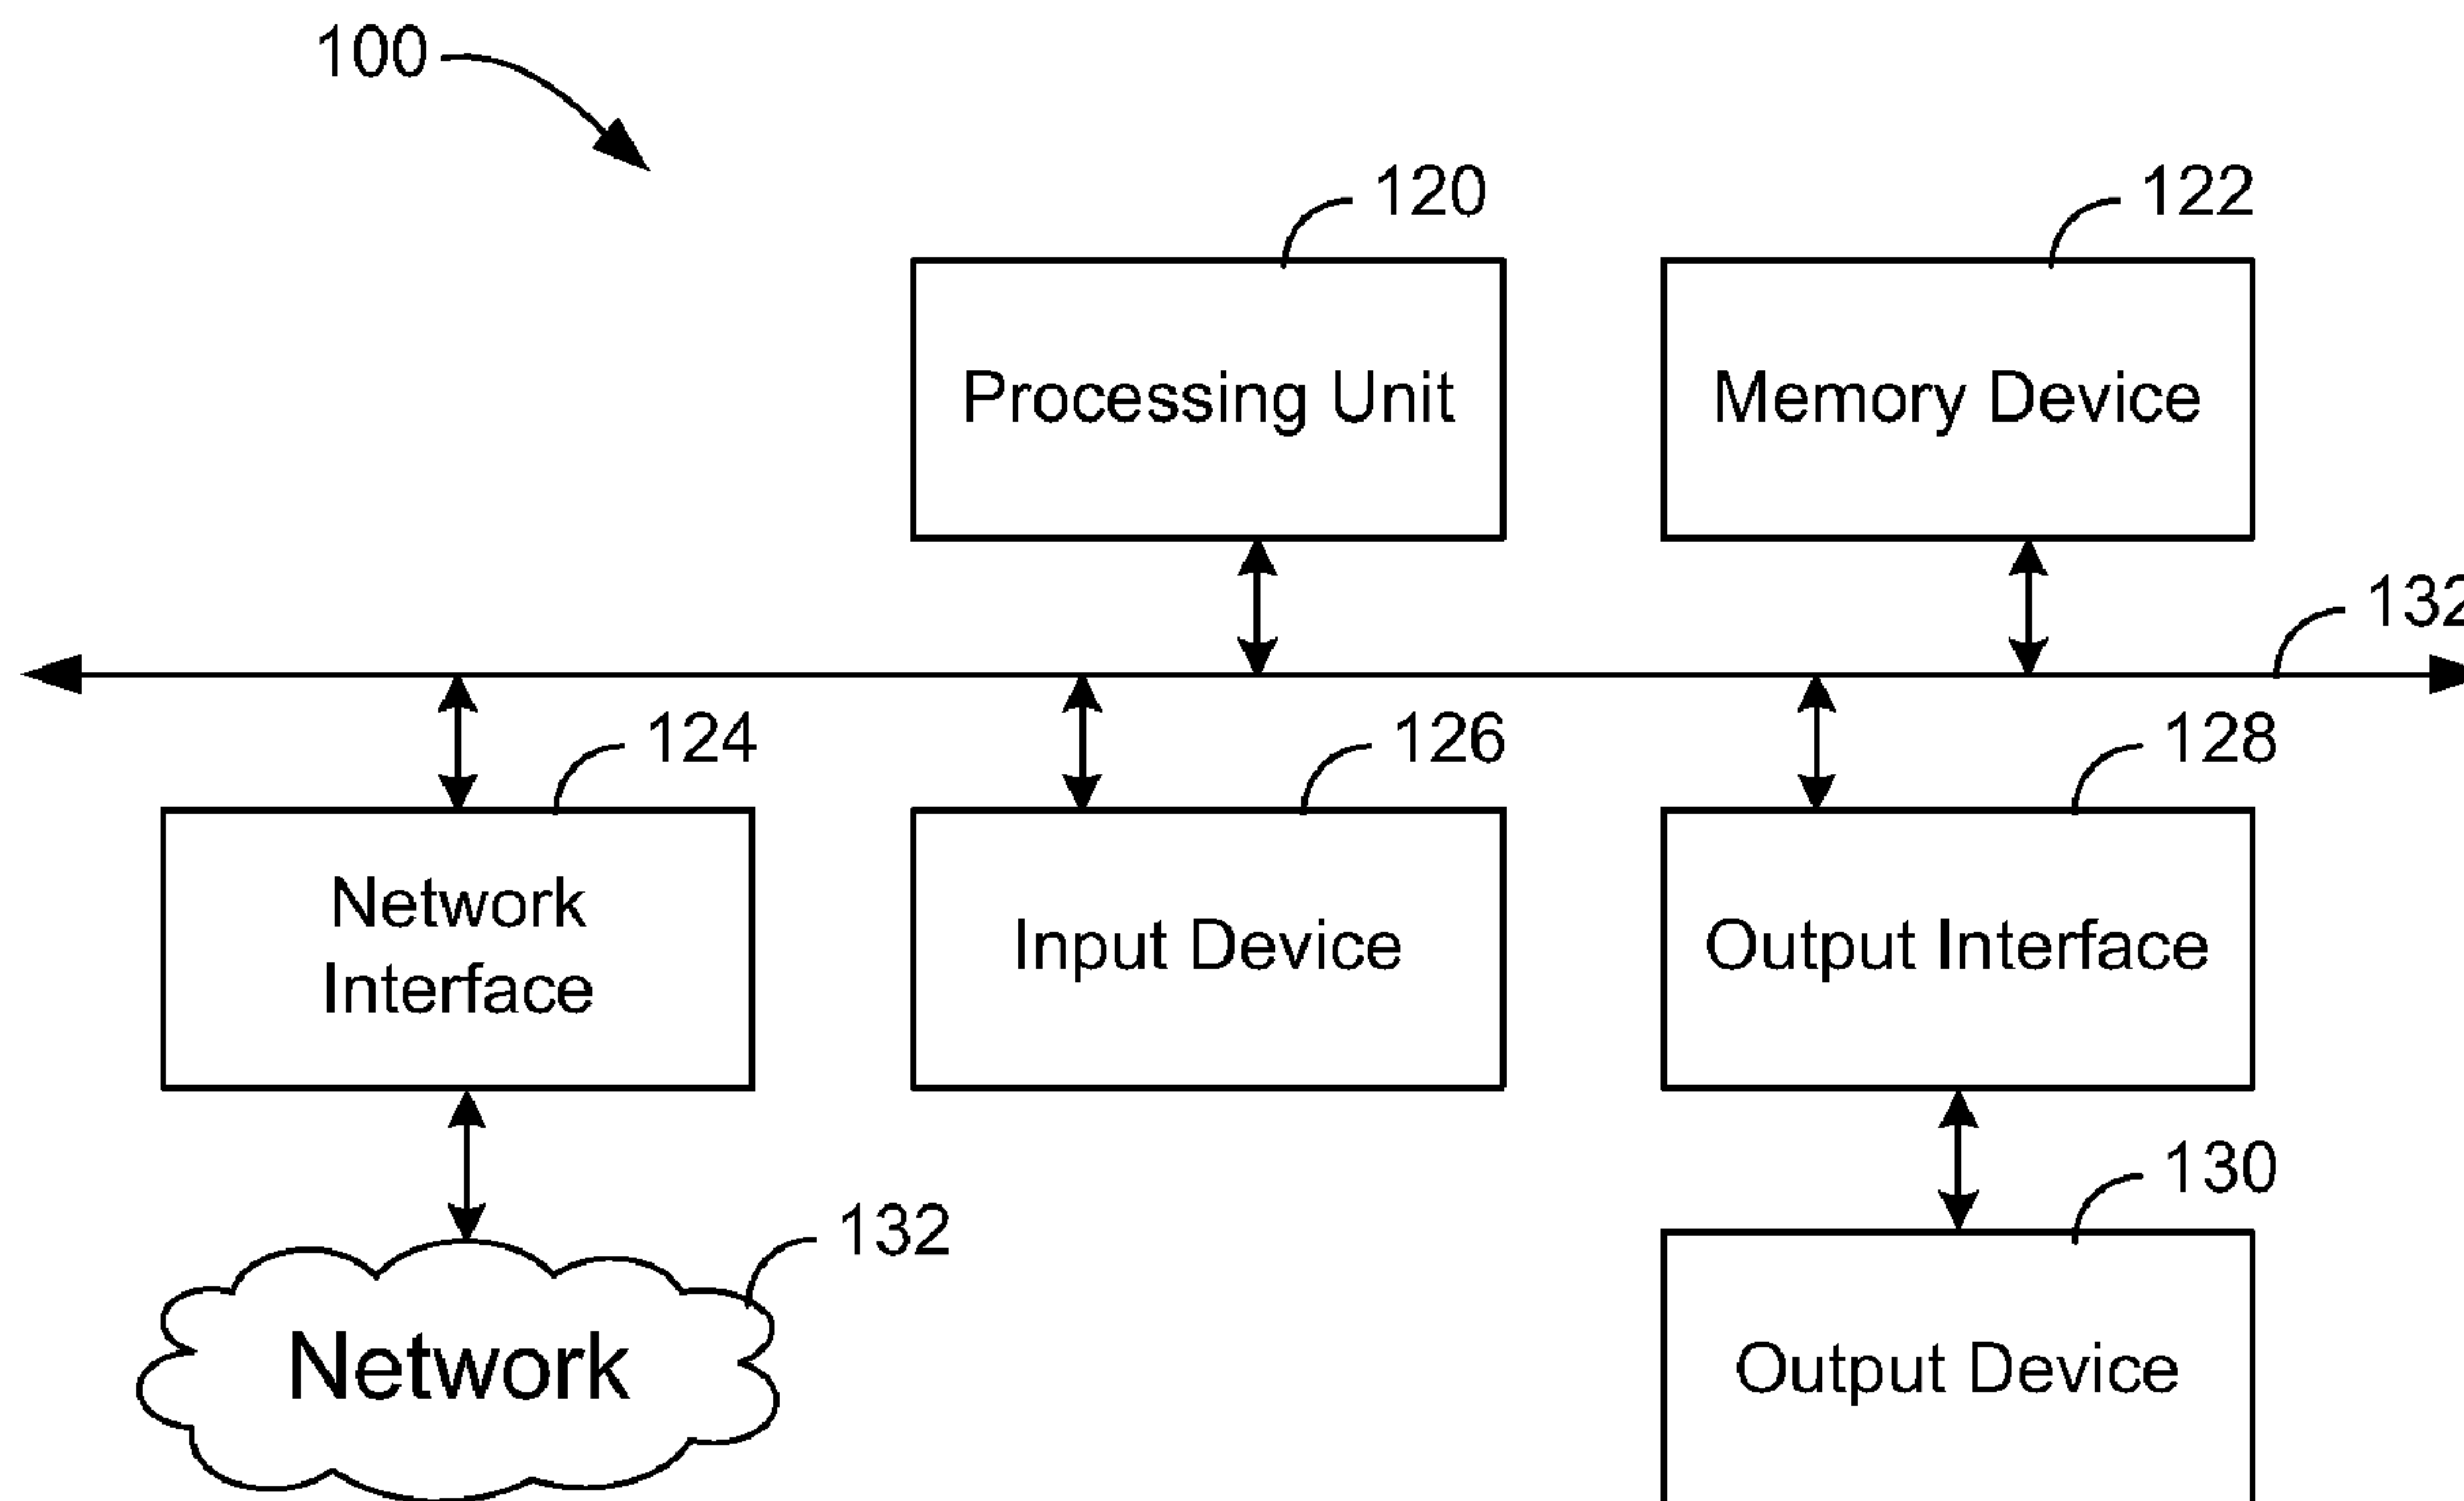 100
120
122
Processing Unit
Memory Device
132
124
126
128
Network
Interface
Input Device
Output Interface
130
132
Network
Output Device